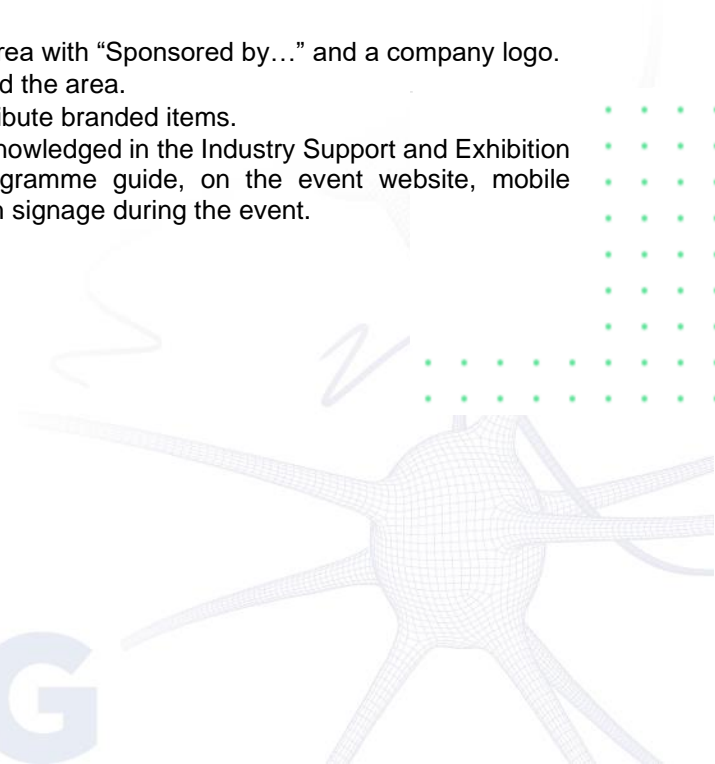 rea with “Sponsored by…” and a company logo.
d the area.
ibute branded items.
nowledged in the Industry Support and Exhibition
gramme guide, on the event website, mobile
n signage during the event.
G